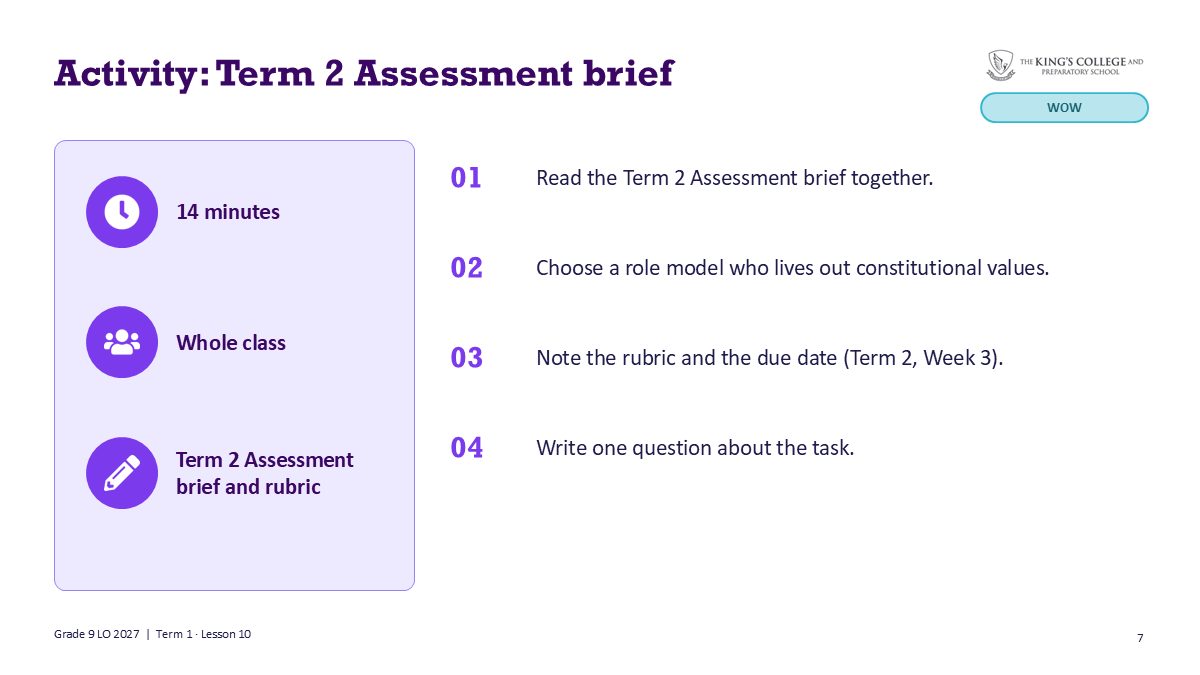 Activity: Term 2 Assessment brief
THE KING'S COLLEGE AND
PREPARATORY SCHOOL
WOW
14 minutes
Whole class
Term 2 Assessment
brief and rubric
01 Read the Term 2 Assessment brief together.
02 Choose a role model who lives out constitutional values.
03 Note the rubric and the due date (Term 2, Week 3).
04 Write one question about the task.
Grade 9 LO 2027 | Term 1 · Lesson 10
7